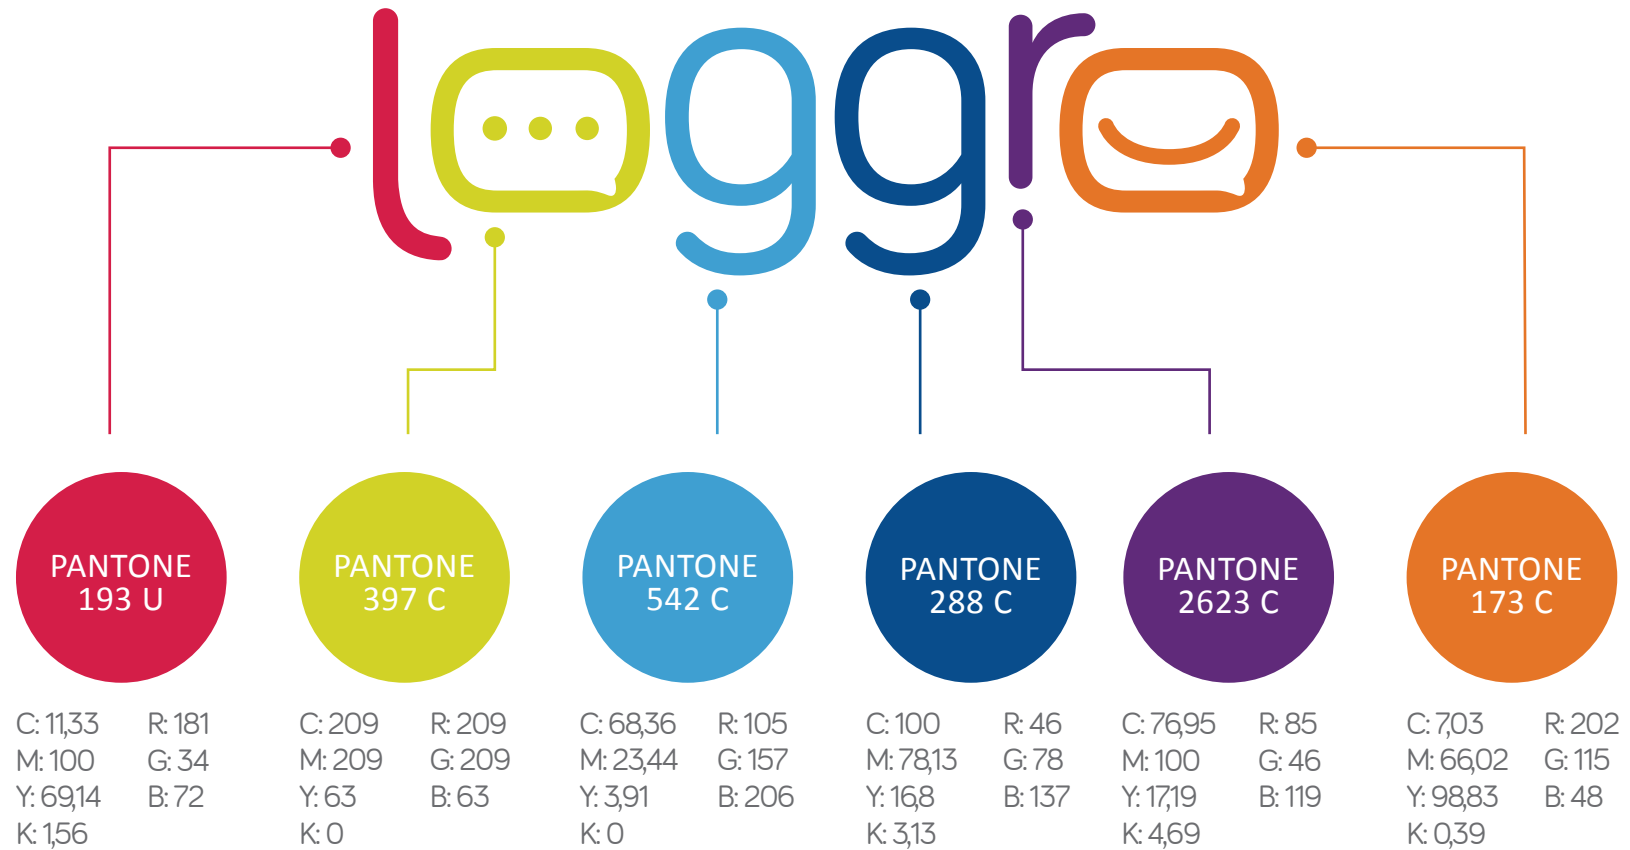 loggro
PANTONE
193 U
PANTONE
397 C
PANTONE
542 C
PANTONE
288 C
PANTONE
2623 C
PANTONE
173 C
C: 11,33 R: 181
M: 100 G: 34
Y: 69,14 B: 72
K: 1,56
C: 209 R: 209
M: 209 G: 209
Y: 63 B: 63
K: 0
C: 68,36 R: 105
M: 23,44 G: 157
Y: 3,91 B: 206
K: 0
C: 100 R: 46
M: 78,13 G: 78
Y: 16,8 B: 137
K: 3,13
C: 76,95 R: 85
M: 100 G: 46
Y: 17,19 B: 119
K: 4,69
C: 7,03 R: 202
M: 66,02 G: 115
Y: 98,83 B: 48
K: 0,39